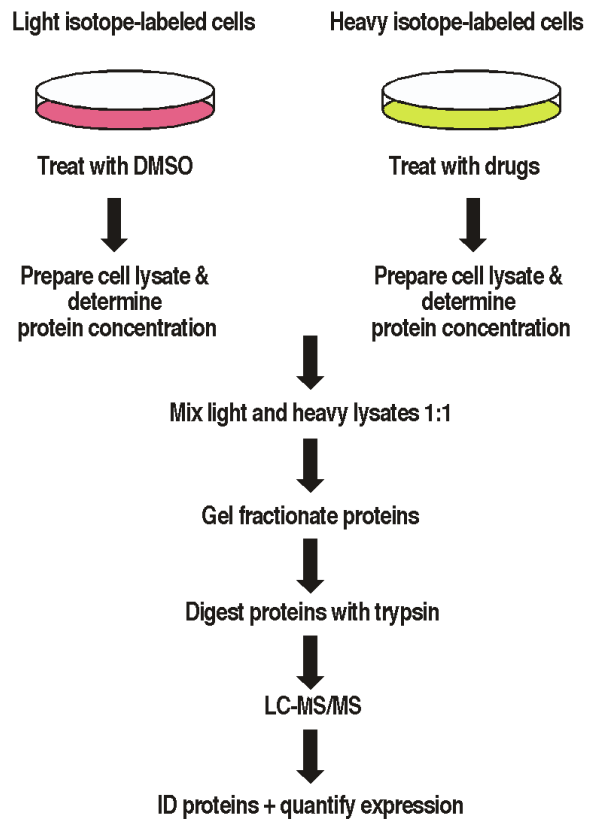 Light isotope-labeled cells
Heavy isotope-labeled cells
Treat with DMSO
Treat with drugs
Prepare cell lysate &
determine
protein concentration
Prepare cell lysate &
determine
protein concentration
Mix light and heavy lysates 1:1
Gel fractionate proteins
Digest proteins with trypsin
LC-MS/MS
ID proteins + quantify expression